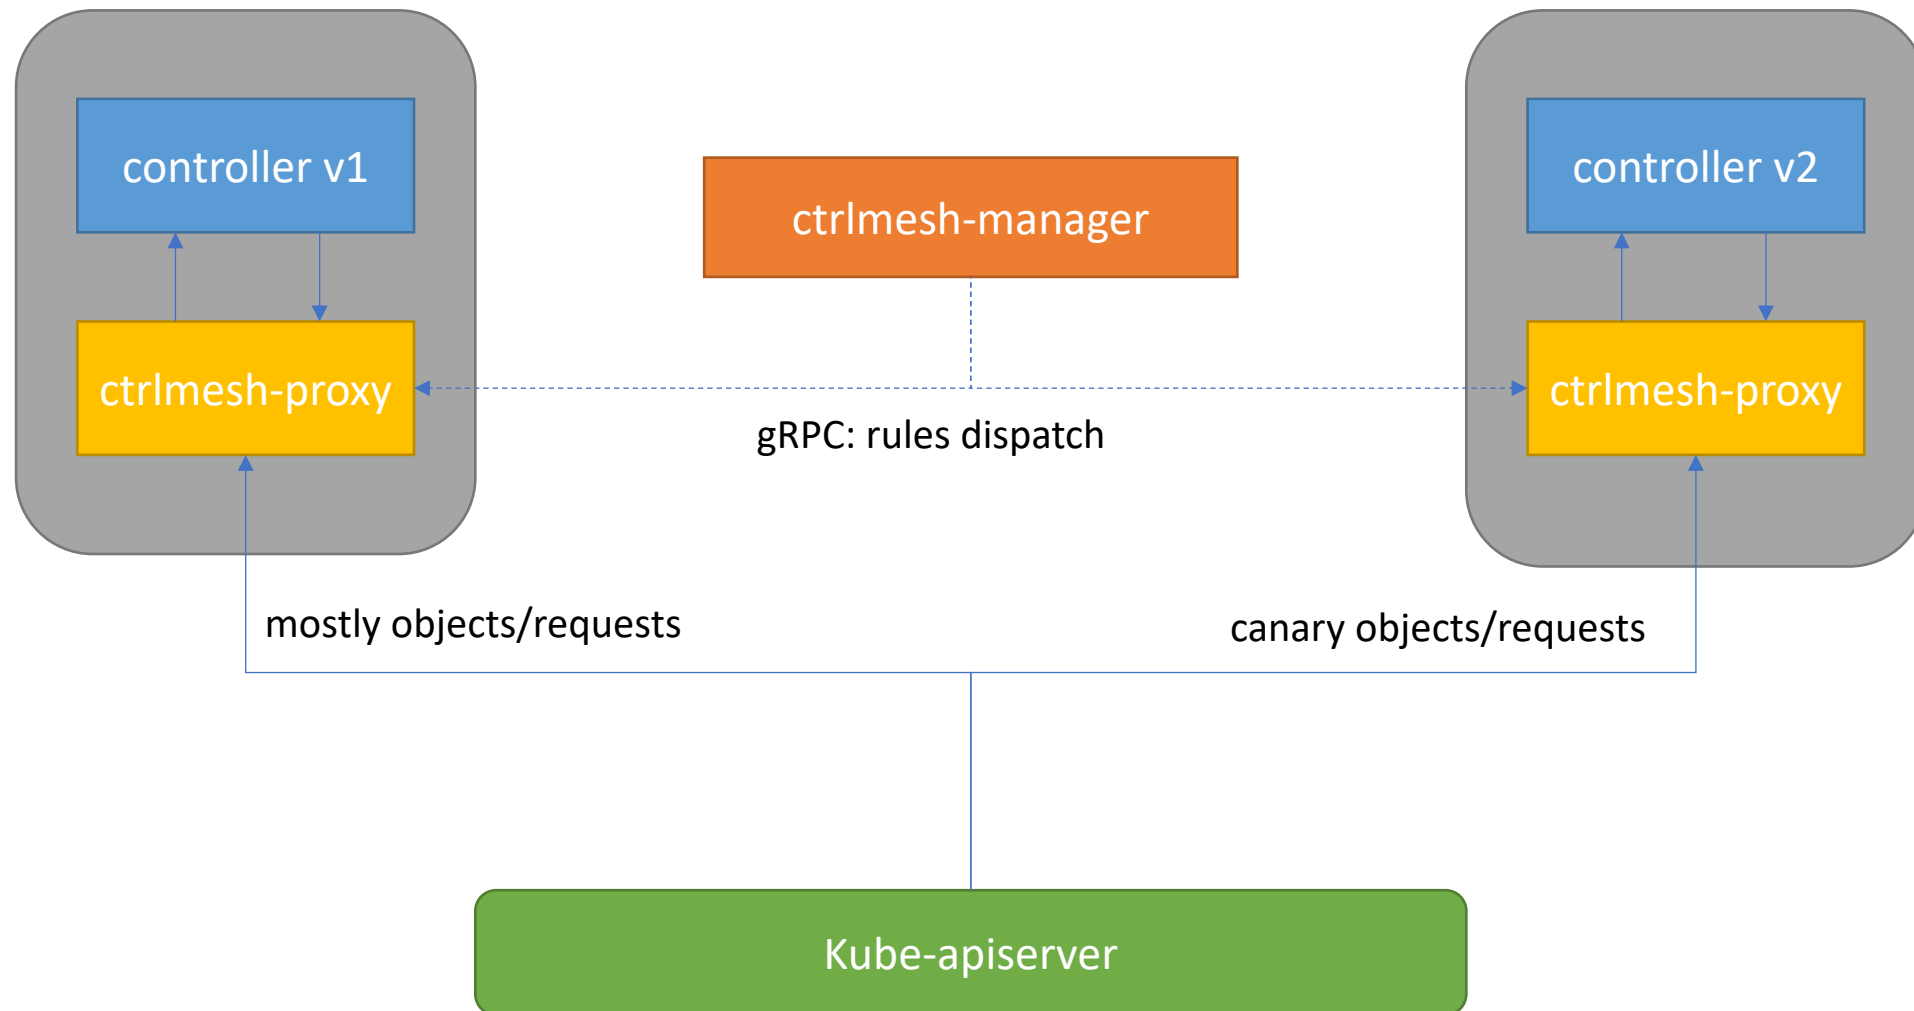 controller v1
controller v2
ctrlmesh-manager
ctrlmesh-proxy
ctrlmesh-proxy
gRPC: rules dispatch
mostly objects/requests
canary objects/requests
Kube-apiserver